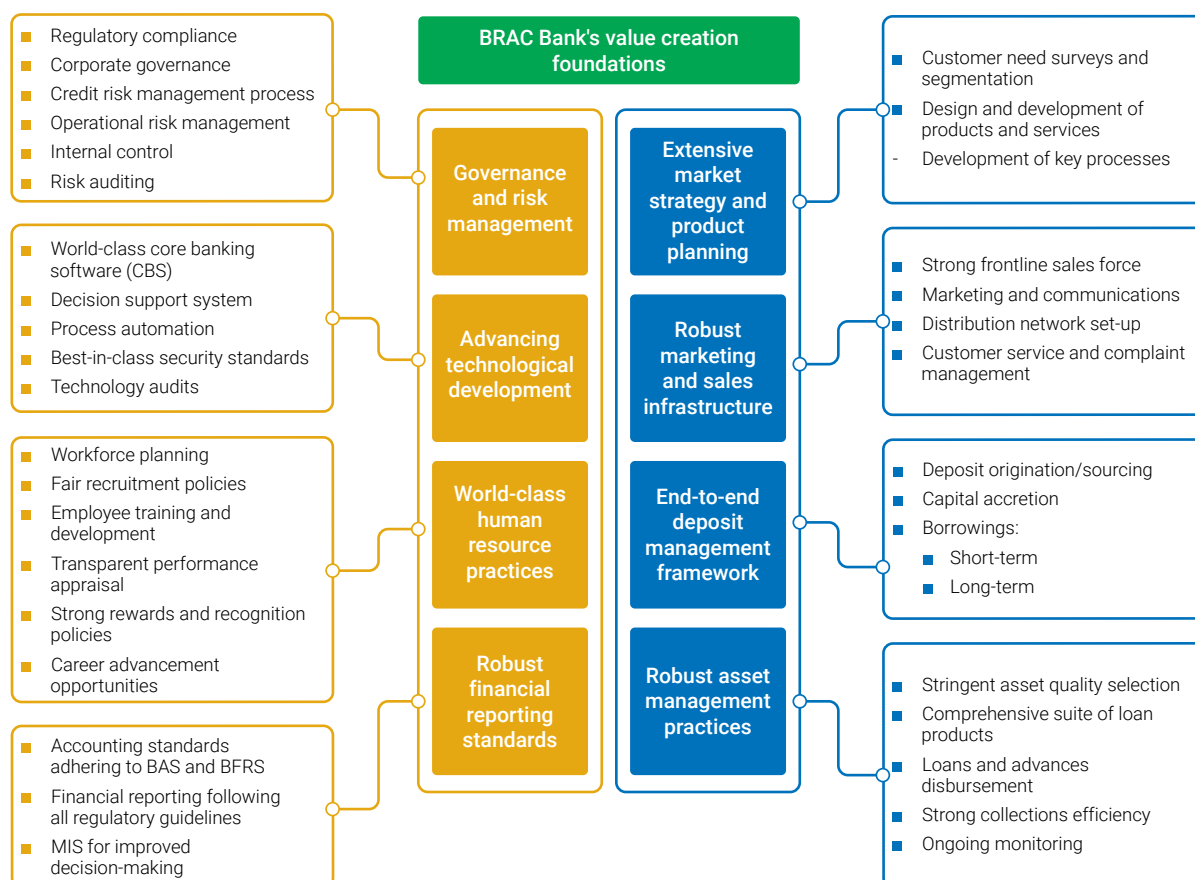 BRAC Bank's value creation
foundations
Regulatory compliance
Corporate governance
Credit risk management process
Operational risk management
Internal control
Risk auditing
Governance
and risk
management
World-class core banking
software (CBS)
Decision support system
Process automation
Best-in-class security standards
Technology audits
Advancing
technological
development
Workforce planning
Fair recruitment policies
Employee training and
development
Transparent performance
appraisal
Strong rewards and recognition
policies
Career advancement
opportunities
World-class
human
resource
practices
Accounting standards
adhering to BAS and BFRS
Financial reporting following
all regulatory guidelines
MIS for improved
decision-making
Robust
financial
reporting
standards
Extensive
market
strategy and
product
planning
Customer need surveys and
segmentation
Design and development of
products and services
- Development of key processes
Robust
marketing
and sales
infrastructure
Strong frontline sales force
Marketing and communications
Distribution network set-up
Customer service and complaint
management
End-to-end
deposit
management
framework
Deposit origination/sourcing
Capital accretion
Borrowings:
Short-term
Long-term
Robust asset
management
practices
Stringent asset quality selection
Comprehensive suite of loan
products
Loans and advances
disbursement
Strong collections efficiency
Ongoing monitoring